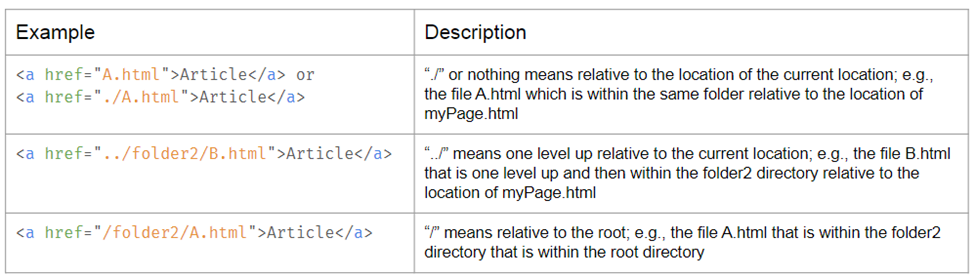 Example
Description
<a href="A.html">Article</a> or
<a href="./A.html">Article</a>
“./” or nothing means relative to the location of the current location; e.g.,
the file A.html which is within the same folder relative to the location of
myPage.html
<a href="../folder2/B.html">Article</a>
“../” means one level up relative to the current location; e.g., the file B.html
that is one level up and then within the folder2 directory relative to the
location of myPage.html
<a href="/folder2/A.html">Article</a>
“/” means relative to the root; e.g., the file A.html that is within the folder2
directory that is within the root directory